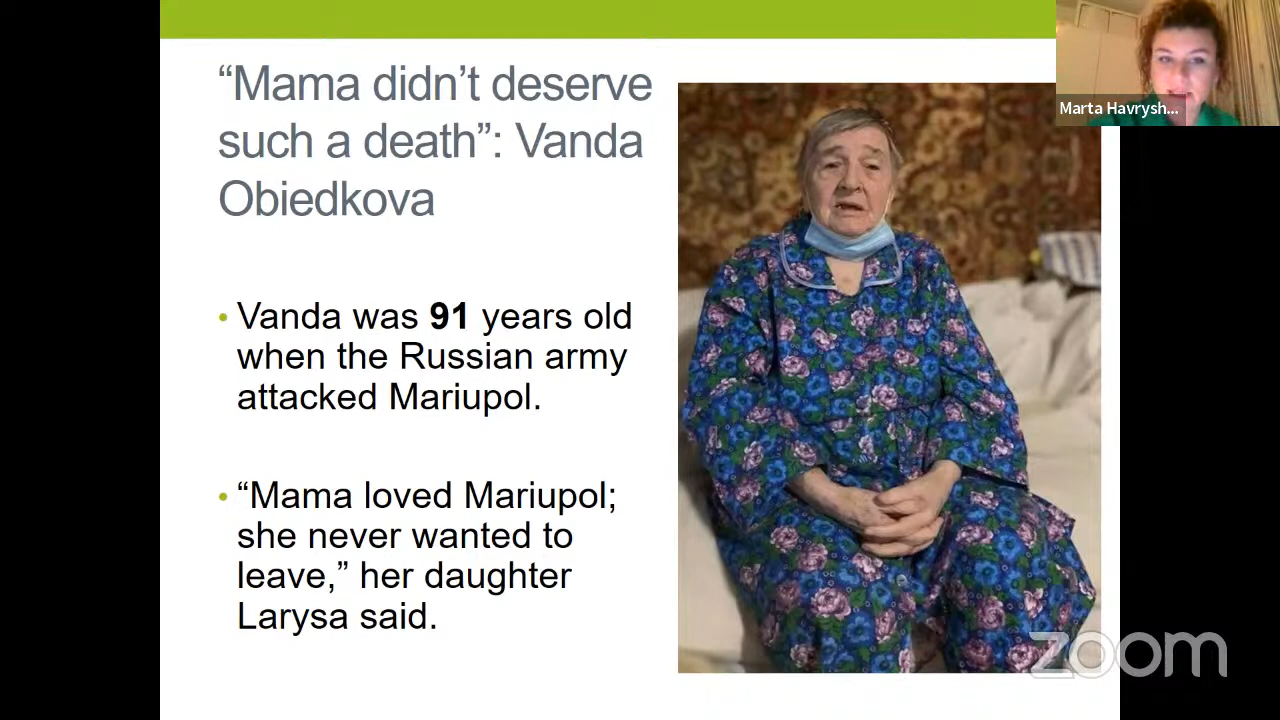 “Mama didn’t deserve
such a death”: Vanda
Obiedkova
• Vanda was 91 years old
when the Russian army
attacked Mariupol.
• “Mama loved Mariupol;
she never wanted to
leave,” her daughter
Larysa said.
Marta Havrysh...
zoom